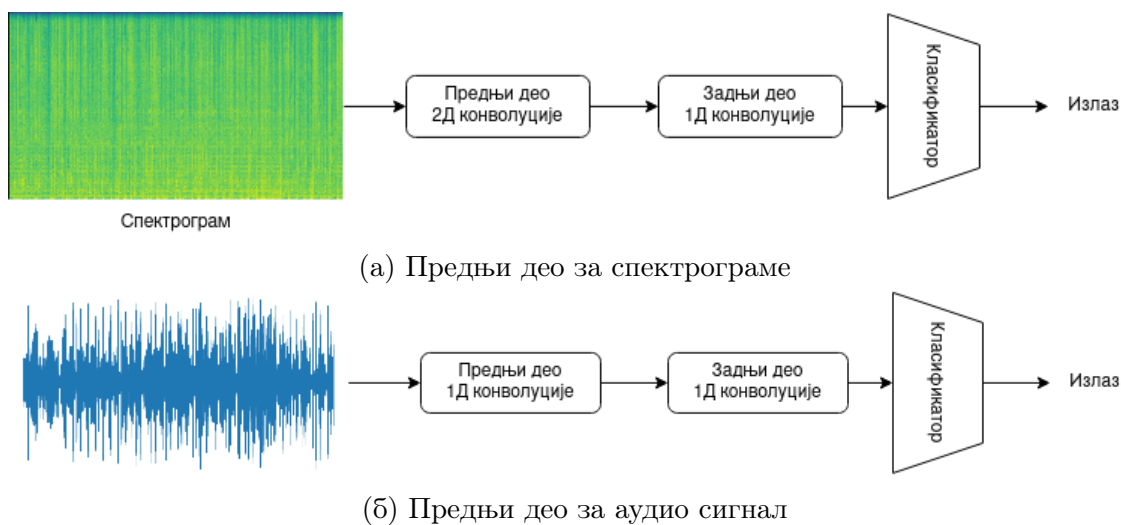 Предњи део
2Д конволуције
Задњи део
1Д конволуције
Класификатор
Излаз
Спектрограм
(а) Предњи део за спектрограме
Предњи део
1Д конволуције
Задњи део
1Д конволуције
Класификатор
Излаз
(б) Предњи део за аудио сигнал